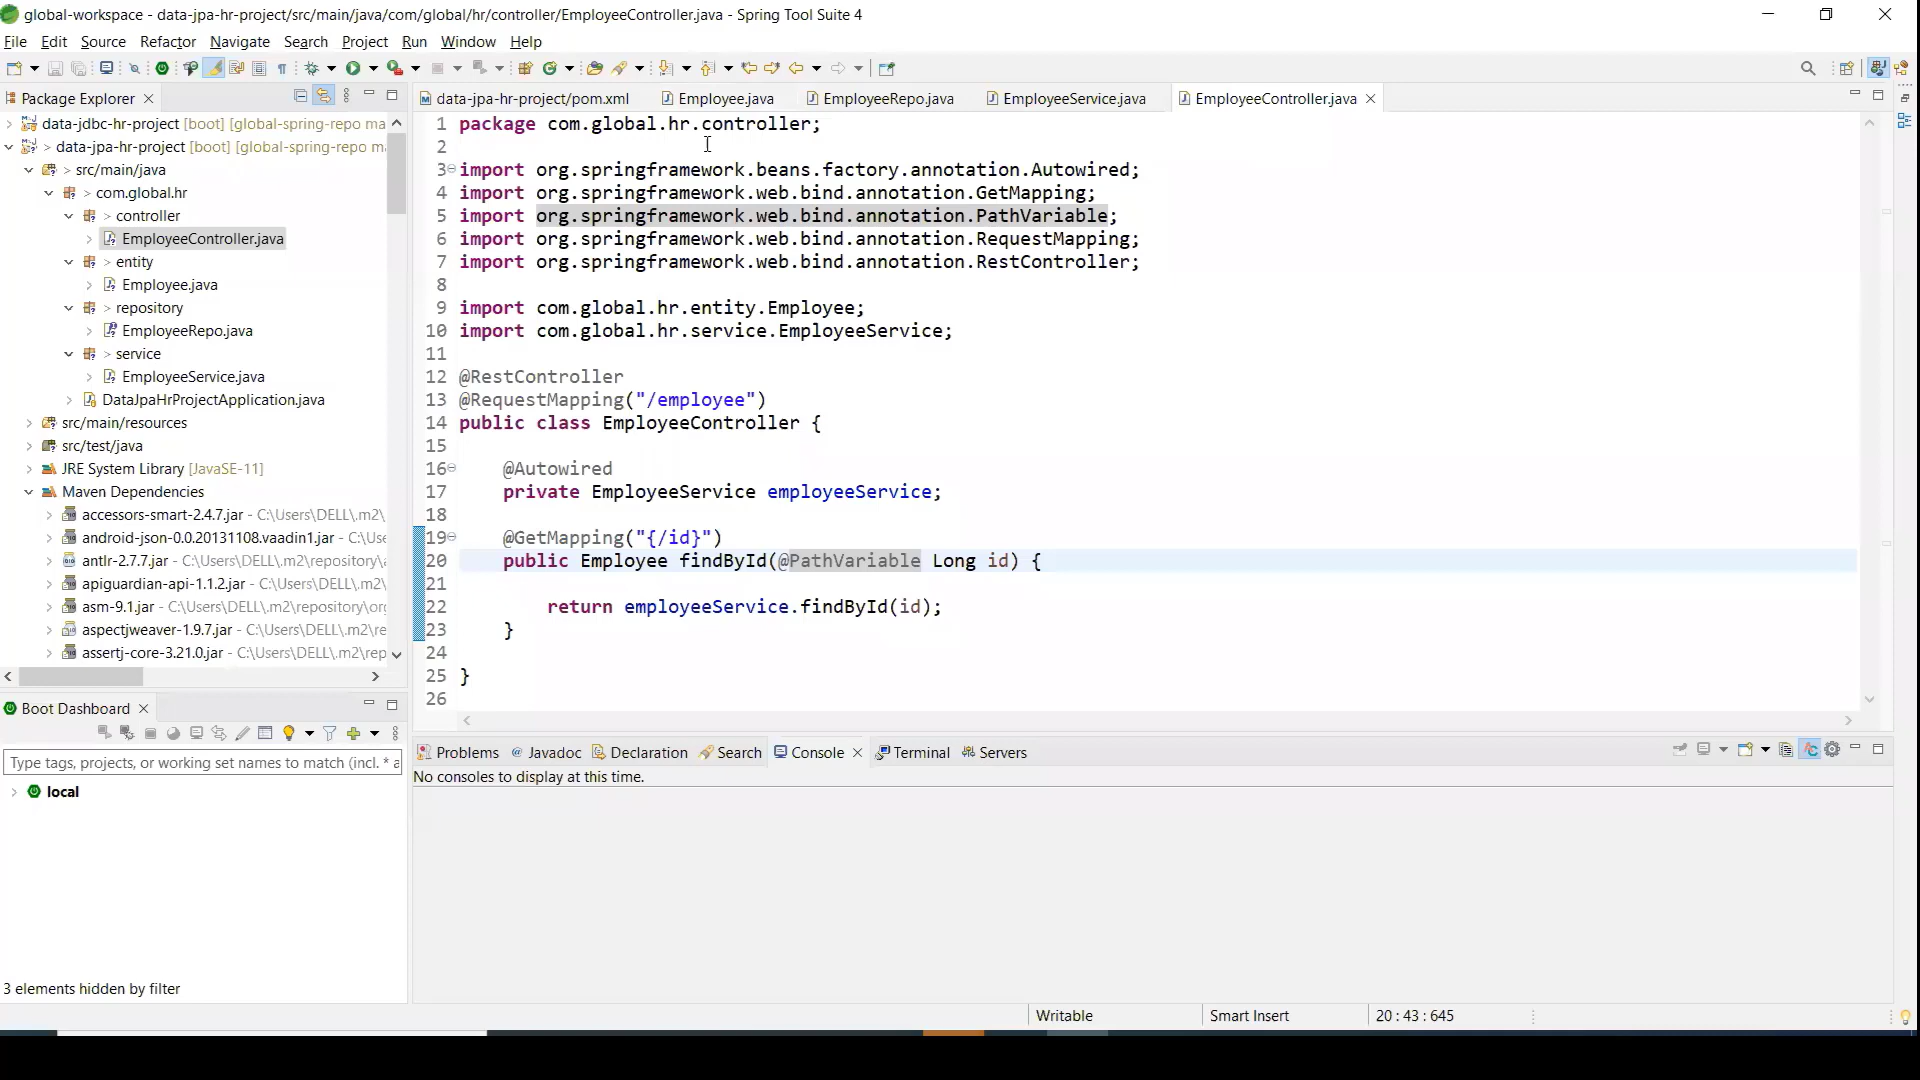 global-workspace - data-jpa-hr-project/src/main/java/com/global/hr/controller/EmployeeController.java - Spring Tool Suite 4
File Edit Source Refactor Navigate Search Project Run Window Help
Package Explorer
data-jdbc-hr-project [boot] [global-spring-repo ma
> data-jpa-hr-project [boot] [global-spring-repo m
> src/main/java
> com.global.hr
> controller
EmployeeController.java
> entity
Employee.java
> repository
EmployeeRepo.java
> service
EmployeeService.java
DataJpaHrProjectApplication.java
src/main/resources
src/test/java
JRE System Library [JavaSE-11]
Maven Dependencies
accessors-smart-2.4.7.jar - C:\Users\DELL\.m2\
android-json-0.0.20131108.vaadin1.jar - C:\Use
antlr-2.7.7.jar - C:\Users\DELL\.m2\repository\
apiguardian-api-1.1.2.jar - C:\Users\DELL\.m2\
asm-9.1.jar - C:\Users\DELL\.m2\repository\or
aspectjweaver-1.9.7.jar - C:\Users\DELL\.m2\re
assertj-core-3.21.0.jar - C:\Users\DELL\.m2\rep
Boot Dashboard
Type tags, projects, or working set names to match (incl. * a
local
3 elements hidden by filter
data-jpa-hr-project/pom.xml Employee.java EmployeeRepo.java EmployeeService.java EmployeeController.java
1 package com.global.hr.controller;
2
3 import org.springframework.beans.factory.annotation.Autowired;
4 import org.springframework.web.bind.annotation.GetMapping;
5 import org.springframework.web.bind.annotation.PathVariable;
6 import org.springframework.web.bind.annotation.RequestMapping;
7 import org.springframework.web.bind.annotation.RestController;
8
9 import com.global.hr.entity.Employee;
10 import com.global.hr.service.EmployeeService;
11
12 @RestController
13 @RequestMapping("/employee")
14 public class EmployeeController {
15
16 @Autowired
17 private EmployeeService employeeService;
18
19 @GetMapping("{/id}")
20 public Employee findById(@PathVariable Long id) {
21
22 return employeeService.findById(id);
23 }
24
25 }
26
Problems @ Javadoc Declaration Search Console Terminal Servers
No consoles to display at this time.
Writable Smart Insert 20 : 43 : 645